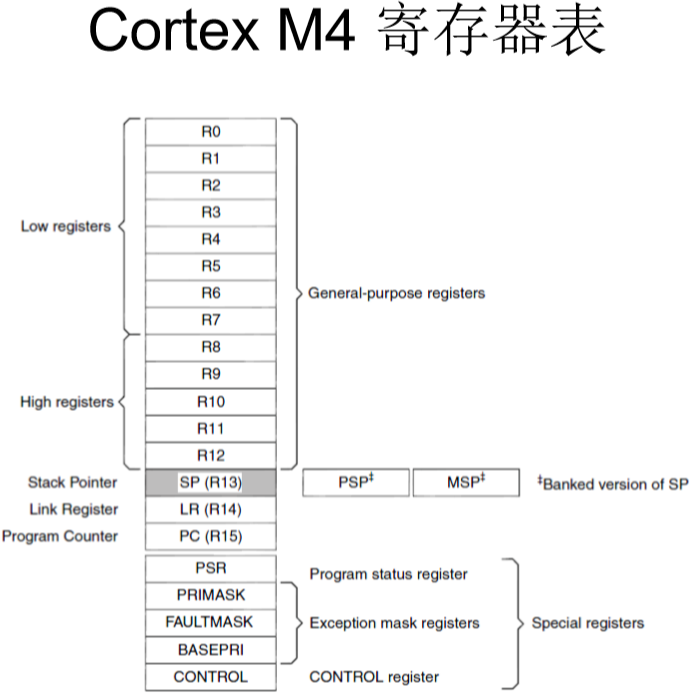 Cortex M4 寄存器表
R0
R1
R2
R3
Low registers
R4
R5
R6
General-purpose registers
R7
R8
R9
High registers
R10
R11
R12
Stack Pointer SP (R13) PSP‡ MSP‡ ‡Banked version of SP
Link Register LR (R14)
Program Counter PC (R15)
PSR Program status register
PRIMASK
FAULTMASK Exception mask registers Special registers
BASEPRI
CONTROL CONTROL register